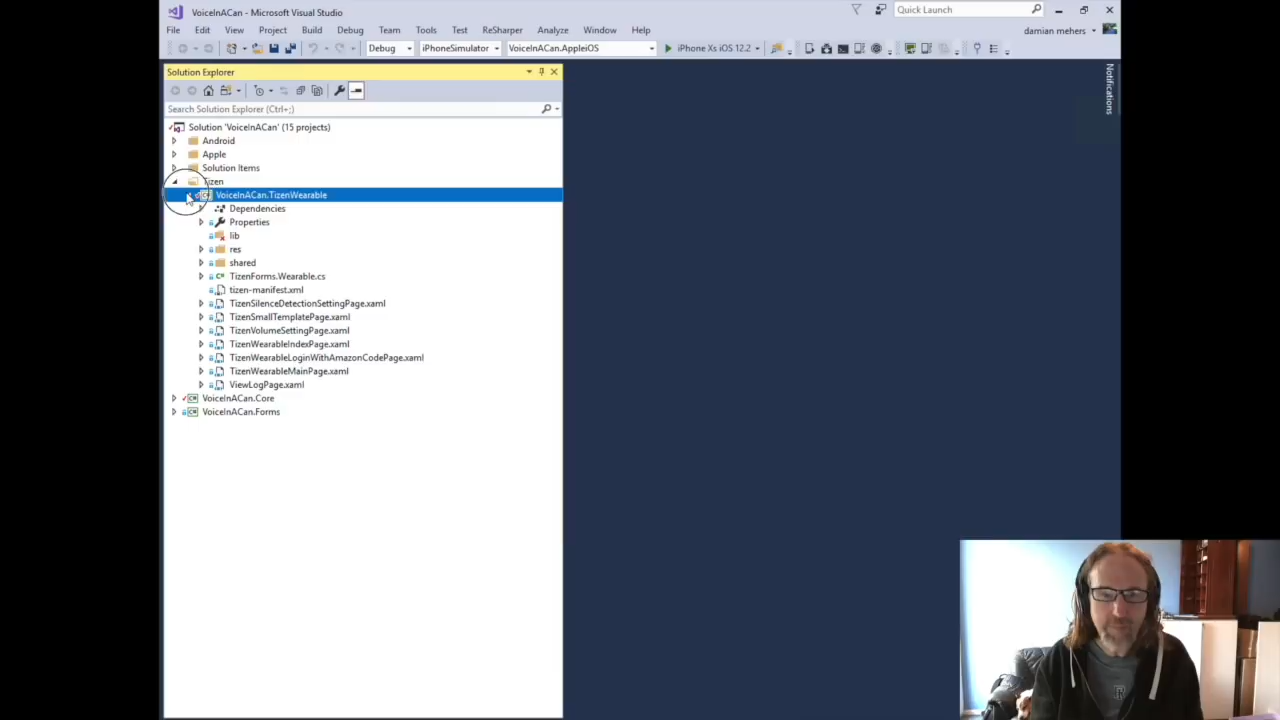 VoiceInACan - Microsoft Visual Studio
Quick Launch
File Edit View Project Build Debug Team Tools Test ReSharper Analyze Window Help
damian mehers
Debug iPhoneSimulator VoiceInACan.AppleiOS iPhone Xs iOS 12.2
Solution Explorer
Notifications
Search Solution Explorer (Ctrl+;)
Solution 'VoiceInACan' (15 projects)
Android
Apple
Solution Items
Tizen
VoiceInACan.TizenWearable
Dependencies
Properties
lib
res
shared
TizenForms.Wearable.cs
tizen-manifest.xml
TizenSilenceDetectionSettingPage.xaml
TizenSmallTemplatePage.xaml
TizenVolumeSettingPage.xaml
TizenWearableIndexPage.xaml
TizenWearableLoginWithAmazonCodePage.xaml
TizenWearableMainPage.xaml
ViewLogPage.xaml
VoiceInACan.Core
VoiceInACan.Forms